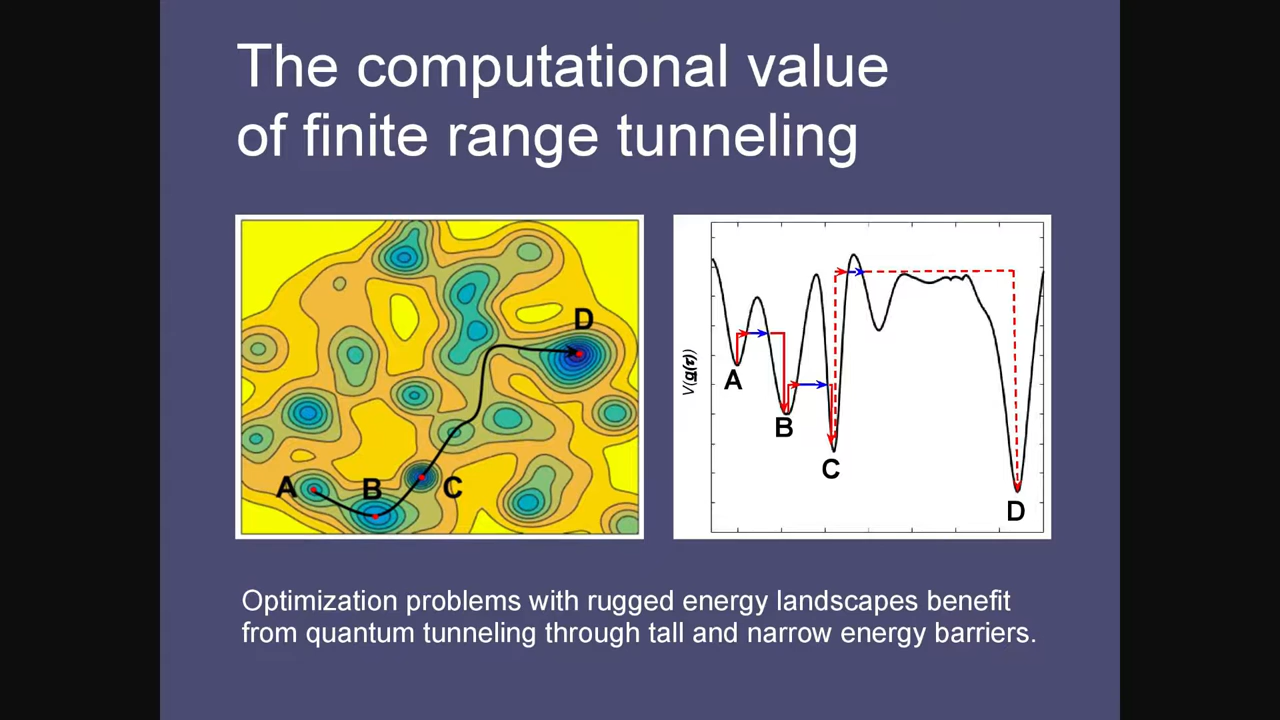 The computational value
of finite range tunneling
D
A
B
C
V(q(τ))
A
B
C
D
Optimization problems with rugged energy landscapes benefit
from quantum tunneling through tall and narrow energy barriers.